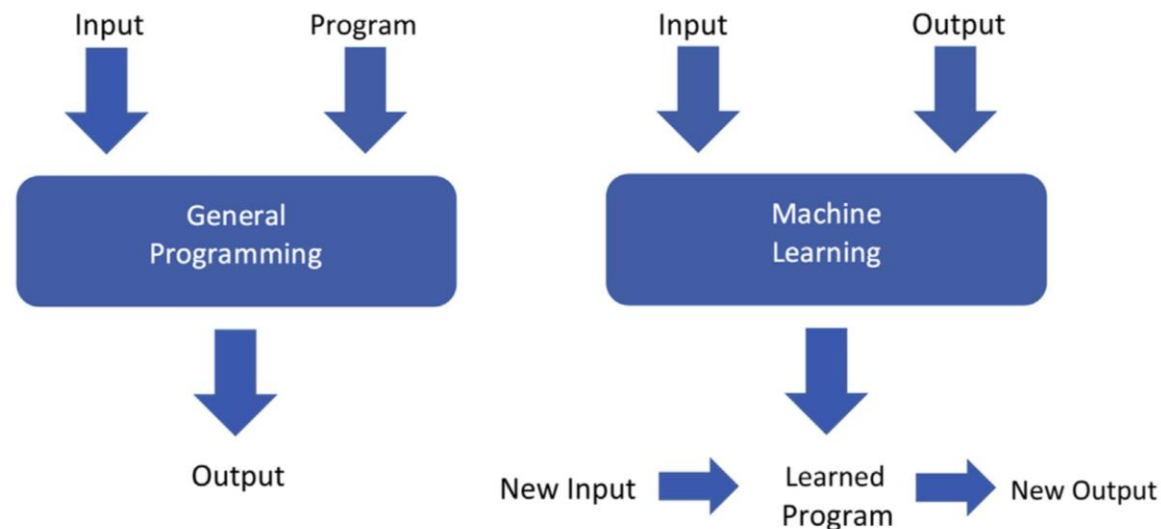 Input
Program
General
Programming
Output
Input
Output
Machine
Learning
New Input
Learned
Program
New Output